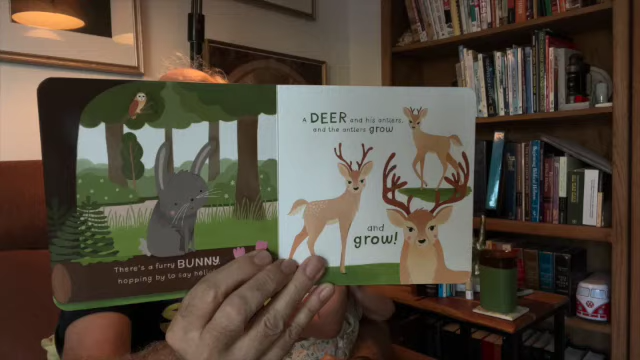 There's a furry BUNNY,
hopping by to say hello
A DEER and his antlers,
and the antlers grow
and
grow!